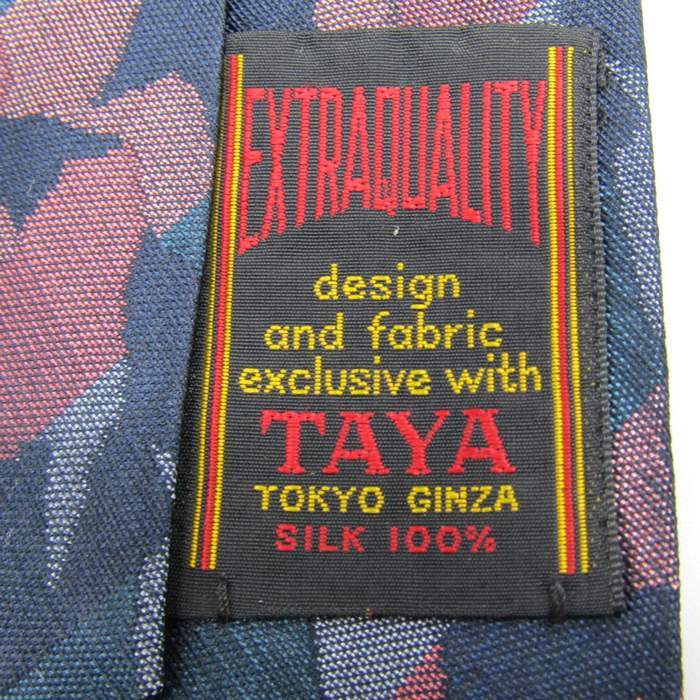 EXTRAQUALITY
design
and fabric
exclusive with
TAYA
TOKYO GINZA
SILK 100%